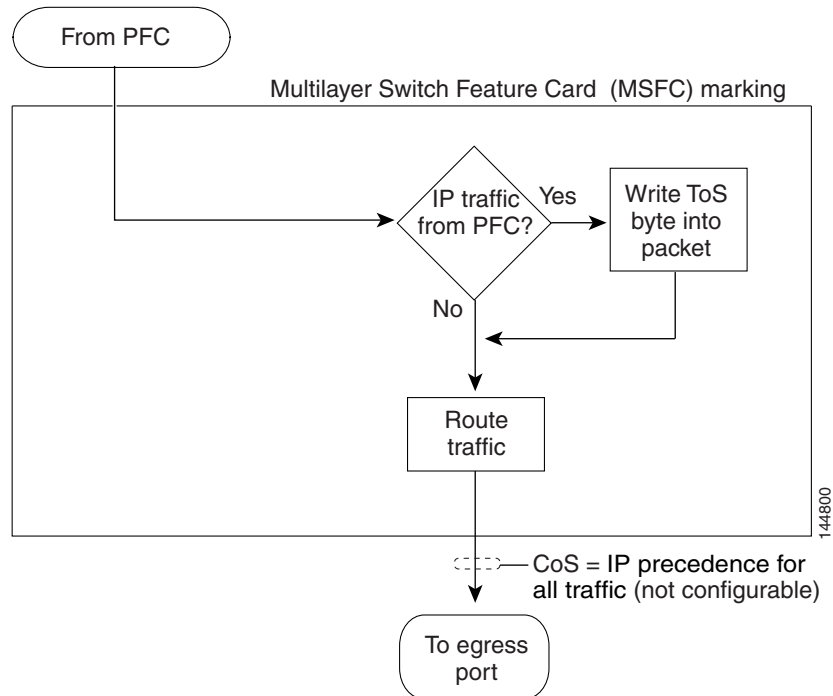 From PFC
Multilayer Switch Feature Card (MSFC) marking
IP traffic
from PFC?
Yes
Write ToS
byte into
packet
No
Route
traffic
144800
CoS = IP precedence for
all traffic (not configurable)
To egress
port